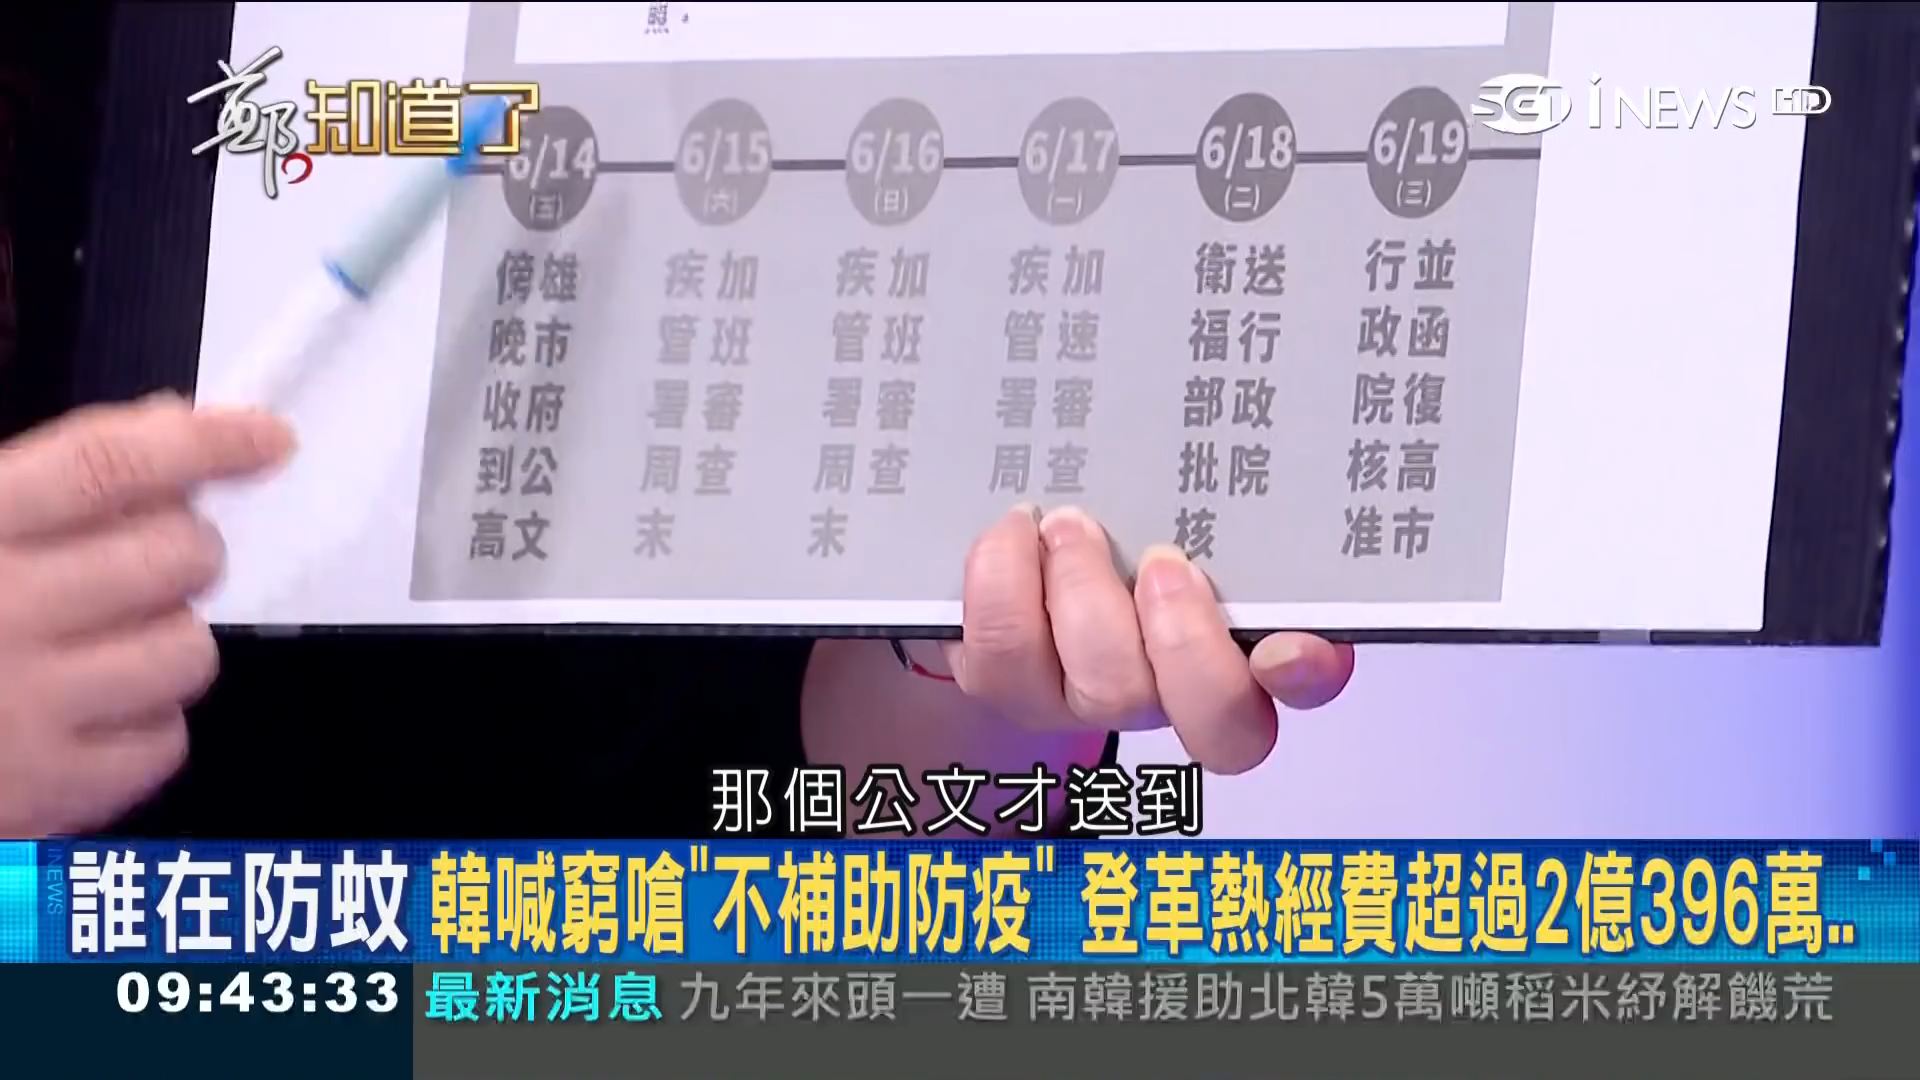 鄭知道了
SET iNEWS HD
6/14
(五)
傍晚收到高
雄市府公文
6/15
(六)
疾管署周末
加班審查
6/16
(日)
疾管署周末
加班審查
6/17
(一)
疾管署周
加速審查
6/18
(二)
衛福部批核
送行政院
6/19
(三)
行政院核准
並函復高市
那個公文才送到
iNEWS
誰在防蚊
韓喊窮嗆"不補助防疫" 登革熱經費超過2億396萬..
09:43:33
最新消息 九年來頭一遭 南韓援助北韓5萬噸稻米紓解饑荒